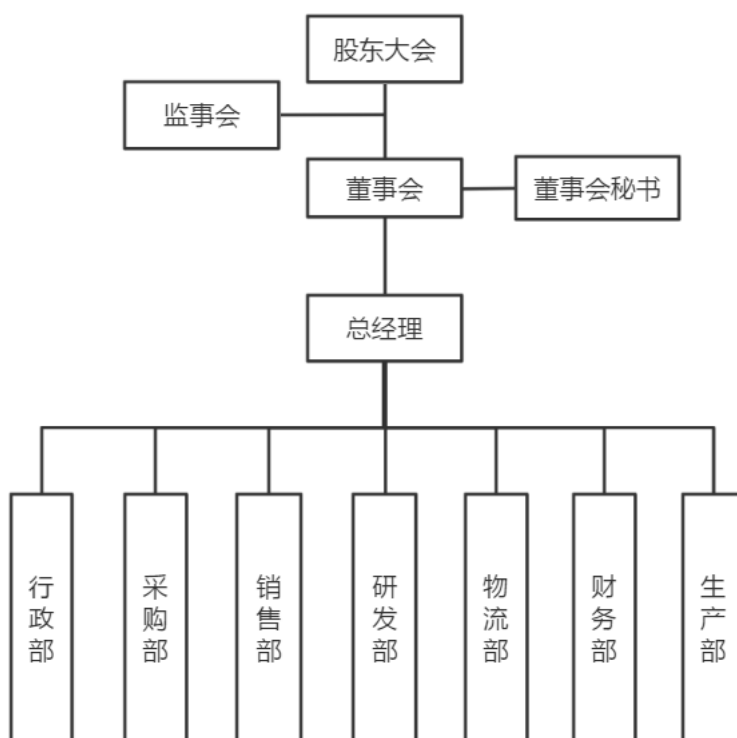 股东大会
监事会
董事会
董事会秘书
总经理
行政部
采购部
销售部
研发部
物流部
财务部
生产部